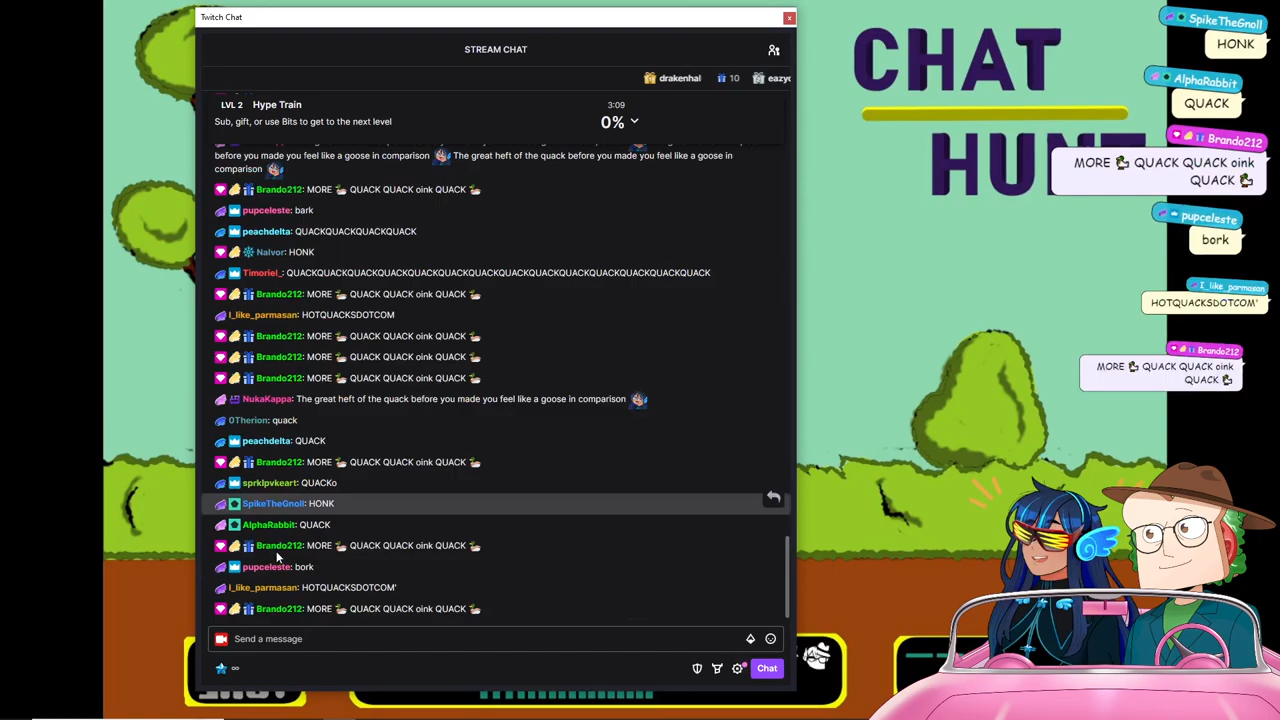 Twitch Chat
x
STREAM CHAT
drakenhal
10
eazyc
LVL 2 Hype Train
3:09
Sub, gift, or use Bits to get to the next level
0%
before you made you feel like a goose in comparison The great heft of the quack before you made you feel like a goose in
comparison
Brando212: MORE QUACK QUACK oink QUACK
pupceleste: bark
peachdelta: QUACKQUACKQUACKQUACK
Nalvor: HONK
Timoriel_: QUACKQUACKQUACKQUACKQUACKQUACKQUACKQUACKQUACKQUACKQUACKQUACKQUACK
Brando212: MORE QUACK QUACK oink QUACK
I_like_parmasan: HOTQUACKSDOTCOM
Brando212: MORE QUACK QUACK oink QUACK
Brando212: MORE QUACK QUACK oink QUACK
Brando212: MORE QUACK QUACK oink QUACK
NukaKappa: The great heft of the quack before you made you feel like a goose in comparison
0Therion: quack
peachdelta: QUACK
Brando212: MORE QUACK QUACK oink QUACK
sprklpvkeart: QUACKo
SpikeTheGnoll: HONK
AlphaRabbit: QUACK
Brando212: MORE QUACK QUACK oink QUACK
pupceleste: bork
I_like_parmasan: HOTQUACKSDOTCOM'
Brando212: MORE QUACK QUACK oink QUACK
Send a message
∞
Chat
CHAT
HUN
SpikeTheGnoll
HONK
AlphaRabbit
QUACK
Brando212
MORE QUACK QUACK oink
QUACK
pupceleste
bork
I_like_parmasan
HOTQUACKSDOTCOM'
Brando212
MORE QUACK QUACK oink
QUACK